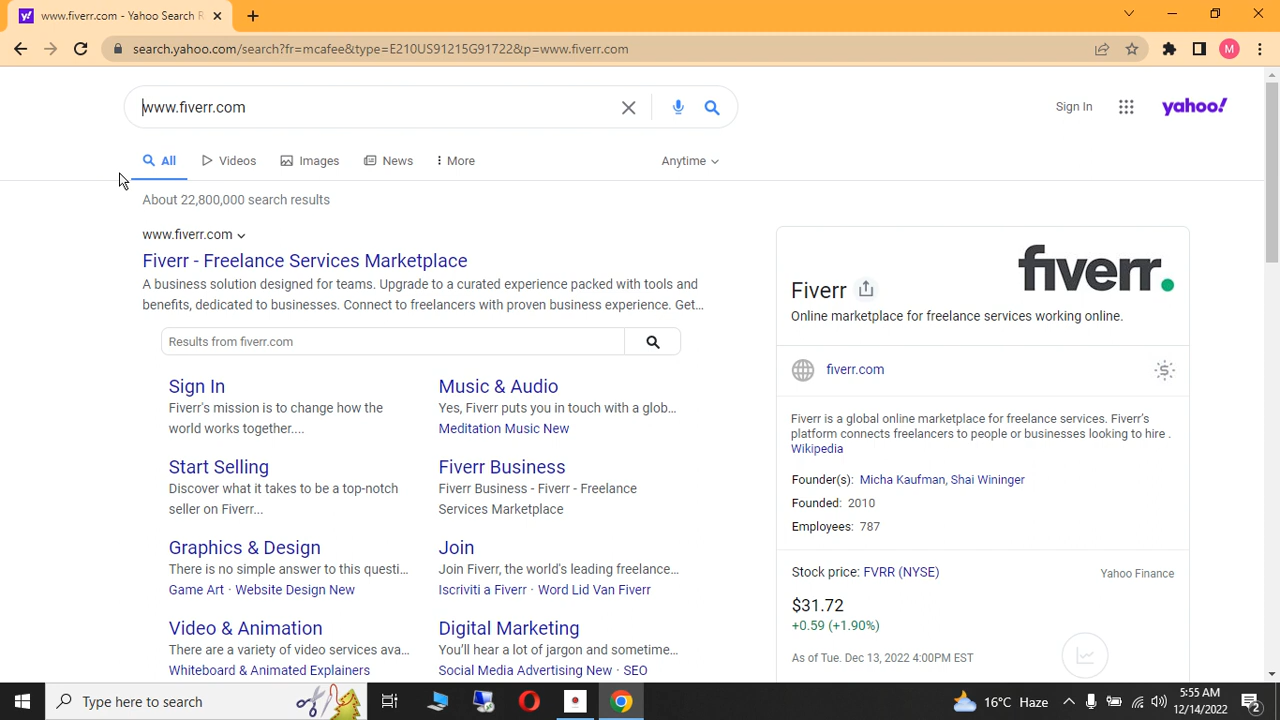 www.fiverr.com - Yahoo Search R
search.yahoo.com/search?fr=mcafee&type=E210US91215G91722&p=www.fiverr.com
M
www.fiverr.com
Sign In
yahoo!
All
Videos
Images
News
More
Anytime
About 22,800,000 search results
www.fiverr.com
Fiverr - Freelance Services Marketplace
A business solution designed for teams. Upgrade to a curated experience packed with tools and
benefits, dedicated to businesses. Connect to freelancers with proven business experience. Get...
Results from fiverr.com
Sign In
Fiverr's mission is to change how the
world works together....
Music & Audio
Yes, Fiverr puts you in touch with a glob...
Meditation Music New
Start Selling
Discover what it takes to be a top-notch
seller on Fiverr...
Fiverr Business
Fiverr Business - Fiverr - Freelance
Services Marketplace
Graphics & Design
There is no simple answer to this questi...
Game Art · Website Design New
Join
Join Fiverr, the world's leading freelance...
Iscriviti a Fiverr · Word Lid Van Fiverr
Video & Animation
There are a variety of video services ava...
Whiteboard & Animated Explainers
Digital Marketing
You'll hear a lot of jargon and sometime...
Social Media Advertising New · SEO
fiverr.
Fiverr
Online marketplace for freelance services working online.
fiverr.com
Fiverr is a global online marketplace for freelance services. Fiverr's
platform connects freelancers to people or businesses looking to hire .
Wikipedia
Founder(s): Micha Kaufman, Shai Wininger
Founded: 2010
Employees: 787
Stock price: FVRR (NYSE)
Yahoo Finance
$31.72
+0.59 (+1.90%)
As of Tue. Dec 13, 2022 4:00PM EST
Type here to search
16°C Haze
5:55 AM
12/14/2022
2